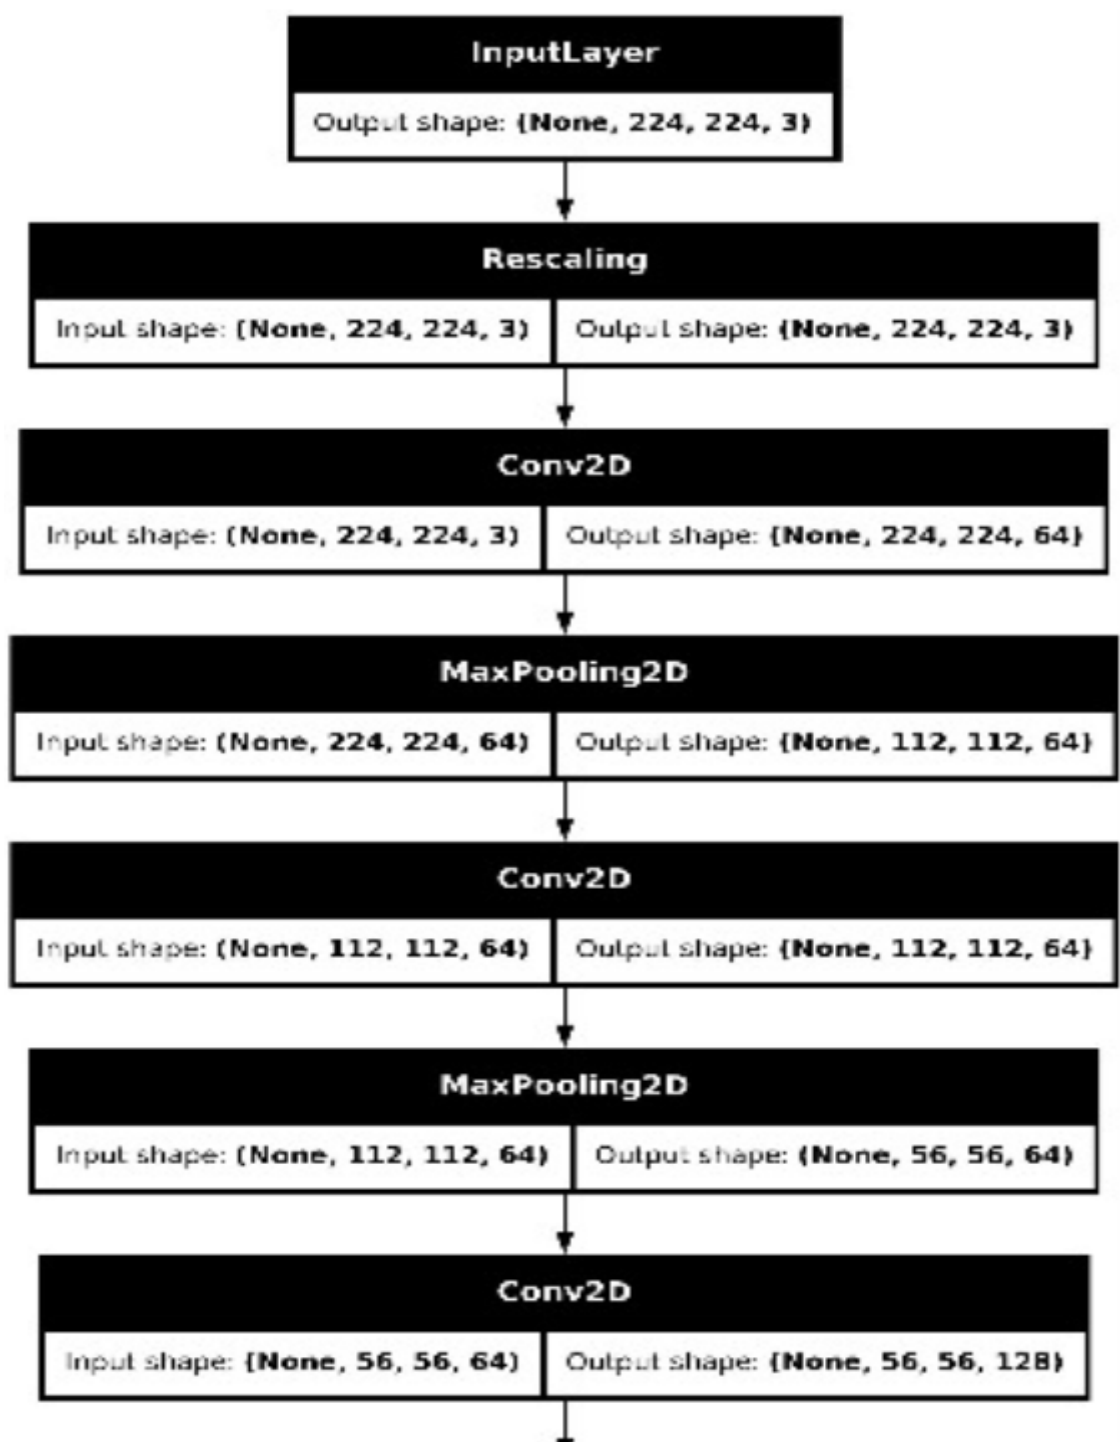 InputLayer
Output shape: (None, 224, 224, 3)
Rescaling
Input shape: (None, 224, 224, 3) Output shape: (None, 224, 224, 3)
Conv2D
Input shape: (None, 224, 224, 3) Output shape: (None, 224, 224, 64)
MaxPooling2D
Input shape: (None, 224, 224, 64) Output shape: (None, 112, 112, 64)
Conv2D
Input shape: (None, 112, 112, 64) Output shape: (None, 112, 112, 64)
MaxPooling2D
Input shape: (None, 112, 112, 64) Output shape: (None, 56, 56, 64)
Conv2D
Input shape: (None, 56, 56, 64) Output shape: (None, 56, 56, 128)